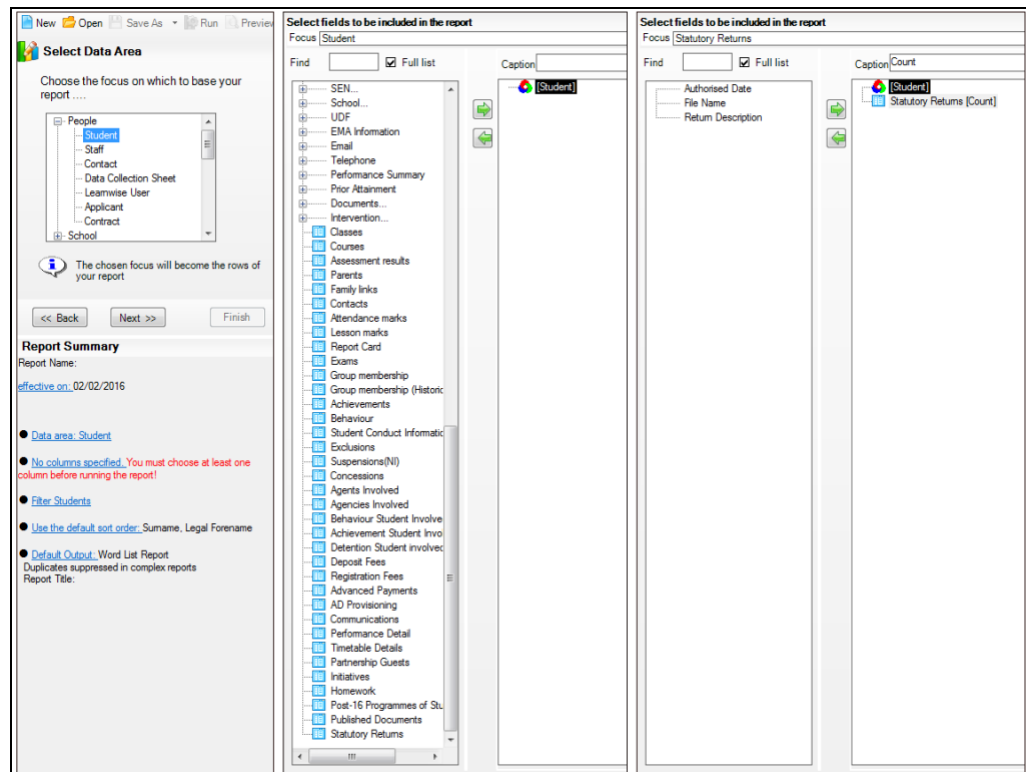 New Open Save As Run Preview
Select Data Area
Choose the focus on which to base your
report ....
People
Student
Staff
Contact
Data Collection Sheet
Learnwise User
Applicant
Contract
School
The chosen focus will become the rows of
your report
<< Back Next >> Finish
Report Summary
Report Name:
effective on: 02/02/2016
Data area: Student
No columns specified. You must choose at least one
column before running the report!
Filter Students
Use the default sort order: Surname, Legal Forename
Default Output: Word List Report
Duplicates suppressed in complex reports
Report Title:
Select fields to be included in the report
Focus Student
Find Full list Caption
SEN...
School...
UDF
EMA Information
Email
Telephone
Performance Summary
Prior Attainment
Documents...
Intervention...
Classes
Courses
Assessment results
Parents
Family links
Contacts
Attendance marks
Lesson marks
Report Card
Exams
Group membership
Group membership (Historic
Achievements
Behaviour
Student Conduct Informatic
Exclusions
Suspensions(NI)
Concessions
Agents Involved
Agencies Involved
Behaviour Student Involve
Achievement Student Invo
Detention Student involved
Deposit Fees
Registration Fees
Advanced Payments
AD Provisioning
Communications
Performance Detail
Timetable Details
Partnership Guests
Initiatives
Homework
Post-16 Programmes of Stu
Published Documents
Statutory Returns
[Student]
Select fields to be included in the report
Focus Statutory Returns
Find Full list Caption Count
Authorised Date
File Name
Return Description
[Student]
Statutory Returns [Count]